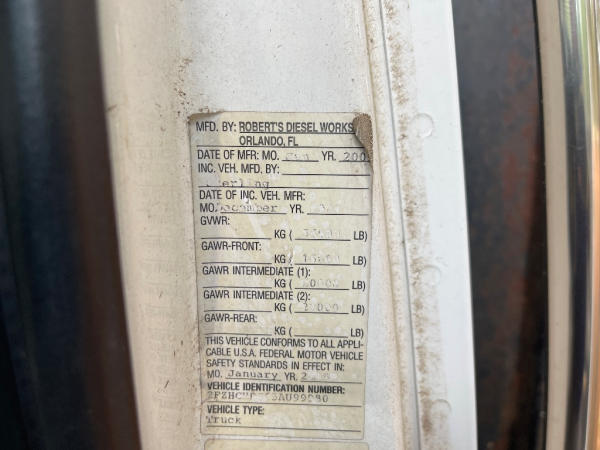 MFD. BY: ROBERT'S DIESEL WORKS
ORLANDO, FL
DATE OF MFR: MO. YR. 200
INC. VEH. MFD. BY:
DATE OF INC. VEH. MFR:
MO. YR.
GVWR:
KG ( LB)
GAWR-FRONT:
KG ( LB)
GAWR INTERMEDIATE (1):
KG ( LB)
GAWR INTERMEDIATE (2):
KG ( LB)
GAWR-REAR:
KG ( LB)
THIS VEHICLE CONFORMS TO ALL APPLI-
CABLE U.S.A. FEDERAL MOTOR VEHICLE
SAFETY STANDARDS IN EFFECT IN:
MO. January YR.
VEHICLE IDENTIFICATION NUMBER:
VEHICLE TYPE:
Truck